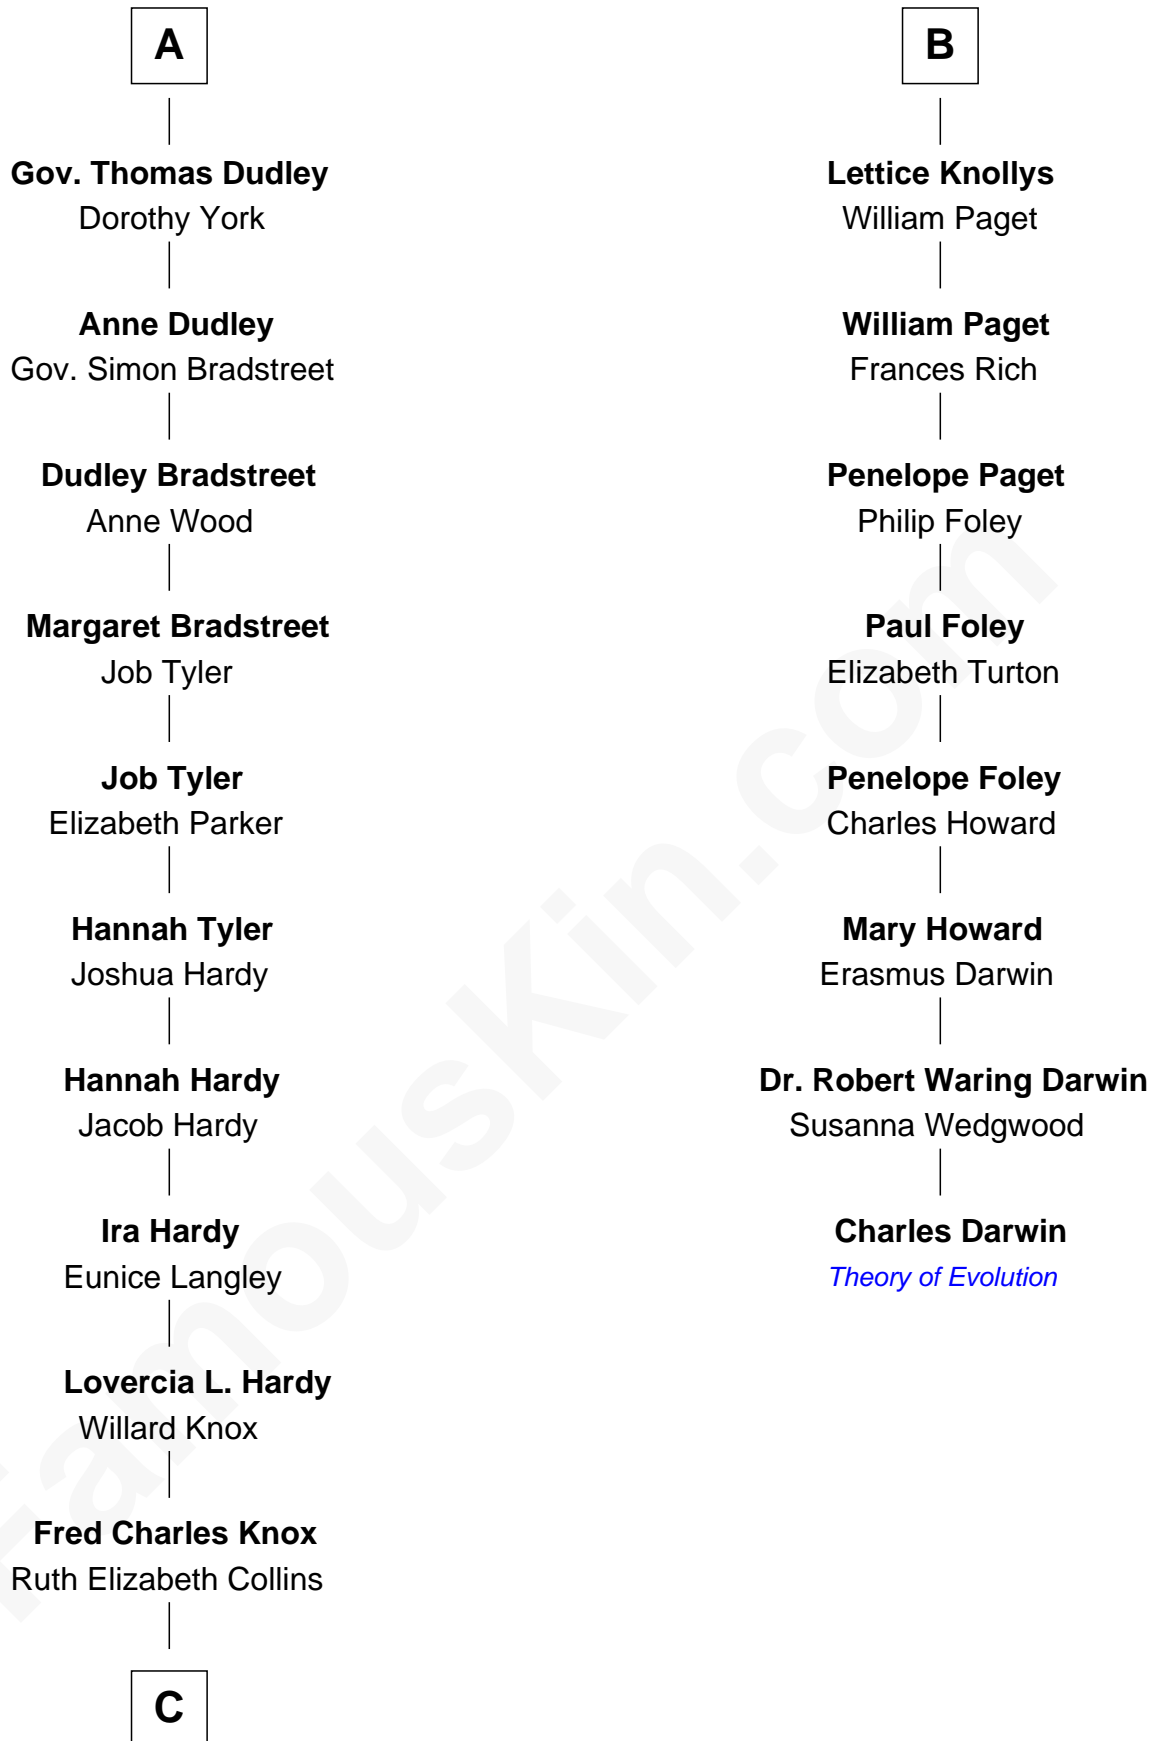 A
Gov. Thomas Dudley
Dorothy York
Anne Dudley
Gov. Simon Bradstreet
Dudley Bradstreet
Anne Wood
Margaret Bradstreet
Job Tyler
Job Tyler
Elizabeth Parker
Hannah Tyler
Joshua Hardy
Hannah Hardy
Jacob Hardy
Ira Hardy
Eunice Langley
Lovercia L. Hardy
Willard Knox
Fred Charles Knox
Ruth Elizabeth Collins
C
B
Lettice Knollys
William Paget
William Paget
Frances Rich
Penelope Paget
Philip Foley
Paul Foley
Elizabeth Turton
Penelope Foley
Charles Howard
Mary Howard
Erasmus Darwin
Dr. Robert Waring Darwin
Susanna Wedgwood
Charles Darwin
Theory of Evolution
FamousKin.com